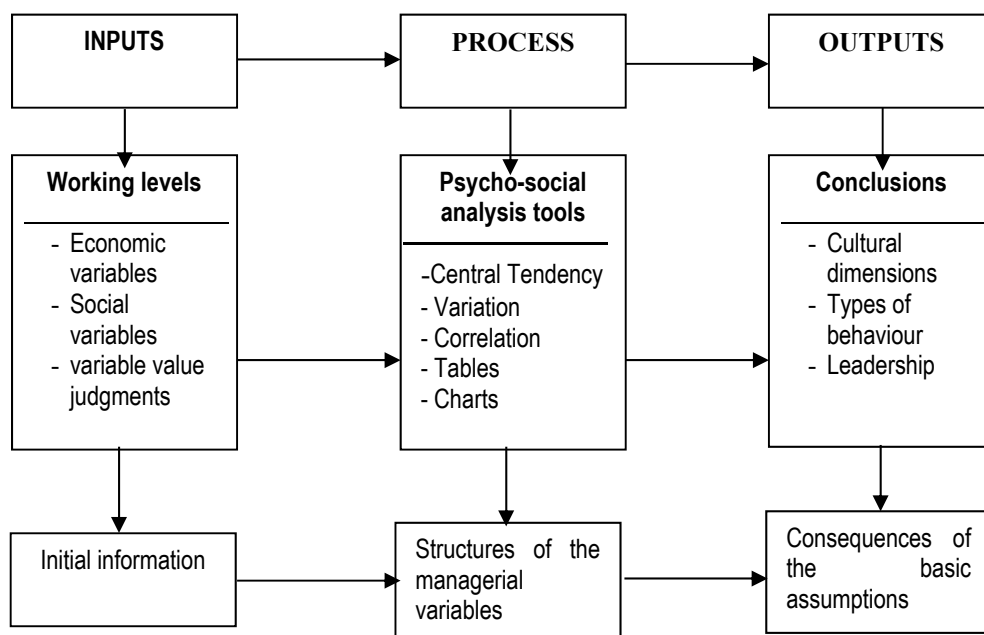 INPUTS
PROCESS
OUTPUTS
Working levels
- Economic
variables
- Social
variables
- variable value
judgments
Psycho-social
analysis tools
-Central Tendency
- Variation
- Correlation
- Tables
- Charts
Conclusions
- Cultural
dimensions
- Types of
behaviour
- Leadership
Initial information
Structures of the
managerial
variables
Consequences of
the basic
assumptions